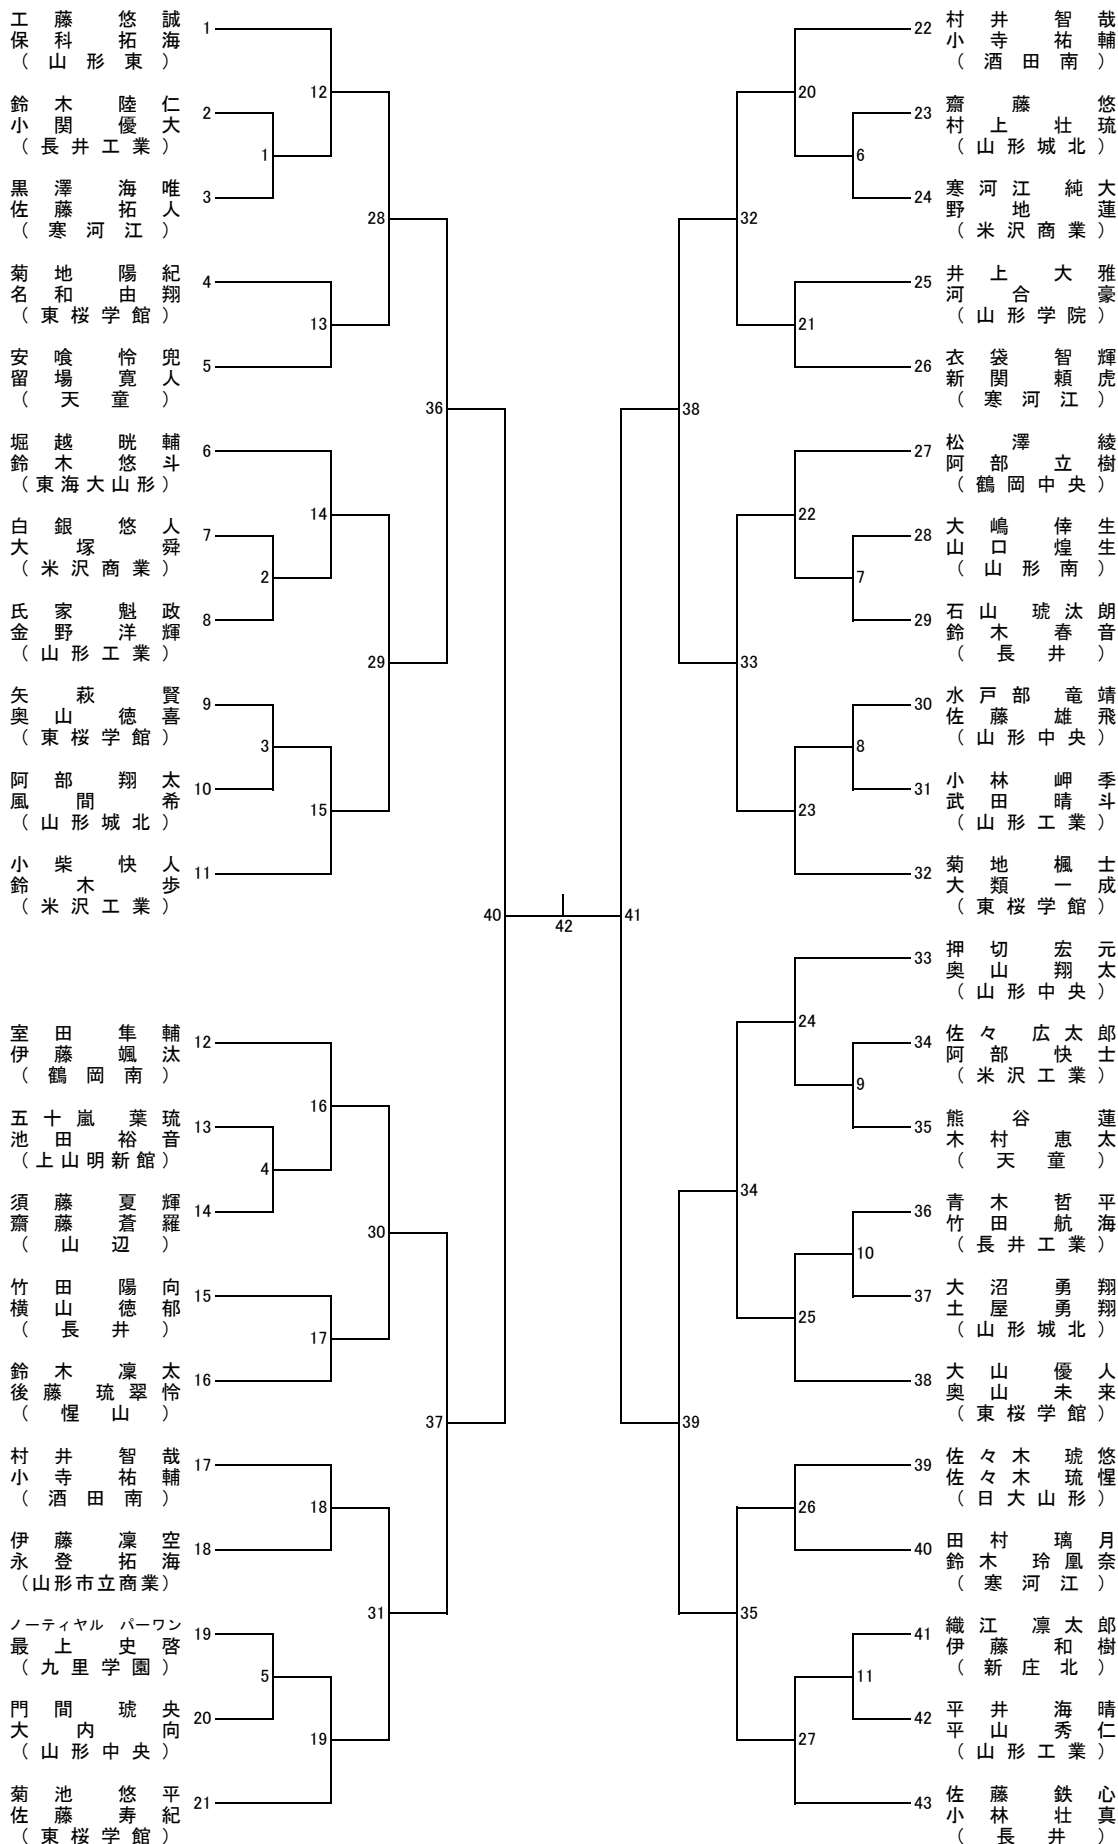 工藤 悠誠
保科 拓海
(山形東)
1
鈴木 陸仁
小関 優大
(長井工業)
2
黒澤 海唯
佐藤 拓人
(寒河江)
3
菊地 陽紀
名和 由翔
(東桜学館)
4
安喰 怜兜
留場 寛人
(天童)
5
堀越 晄輔
鈴木 悠斗
(東海大山形)
6
白銀 悠人
大塚 舜
(米沢商業)
7
氏家 魁政
金野 洋輝
(山形工業)
8
矢萩 賢
奥山 徳喜
(東桜学館)
9
阿部 翔太
風間 希
(山形城北)
10
小柴 快人
鈴木 歩
(米沢工業)
11
室田 隼輔
伊藤 颯汰
(鶴岡南)
12
五十嵐 葉琉
池田 裕音
(上山明新館)
13
須藤 夏輝
齋藤 蒼羅
(山辺)
14
竹田 陽向
横山 徳郁
(長井)
15
鈴木 凜太
後藤 琉翠怜
(惺山)
16
村井 智哉
小寺 祐輔
(酒田南)
17
伊藤 凜空
永登 拓海
(山形市立商業)
18
ノーティヤル パーワン
最上 史啓
(九里学園)
19
門間 琥央
大内 向
(山形中央)
20
菊池 悠平
佐藤 寿紀
(東桜学館)
21
12
1
28
13
36
14
2
29
3
15
40
16
4
30
17
37
18
31
5
19
42
41
20
6
32
21
38
22
7
33
8
23
24
9
34
10
25
39
26
35
11
27
22
村井 智哉
小寺 祐輔
(酒田南)
23
齋藤 悠
村上 壮琉
(山形城北)
24
寒河江 純大
野地 蓮
(米沢商業)
25
井上 大雅
河合 豪
(山形学院)
26
衣袋 智輝
新関 頼虎
(寒河江)
27
松澤 綾
阿部 立樹
(鶴岡中央)
28
大嶋 倖生
山口 煌生
(山形南)
29
石山 琥汰朗
鈴木 春音
(長井)
30
水戸部 竜靖
佐藤 雄飛
(山形中央)
31
小林 岬季
武田 晴斗
(山形工業)
32
菊地 楓士
大類 一成
(東桜学館)
33
押切 宏元
奥山 翔太
(山形中央)
34
佐々 広太郎
阿部 快士
(米沢工業)
35
熊谷 蓮
木村 恵太
(天童)
36
青木 哲平
竹田 航海
(長井工業)
37
大沼 勇翔
土屋 勇翔
(山形城北)
38
大山 優人
奥山 未来
(東桜学館)
39
佐々木 琥悠
佐々木 琉惺
(日大山形)
40
田村 璃月
鈴木 玲凰奈
(寒河江)
41
織江 凛太郎
伊藤 和樹
(新庄北)
42
平井 海晴
平山 秀仁
(山形工業)
43
佐藤 鉄心
小林 壮真
(長井)